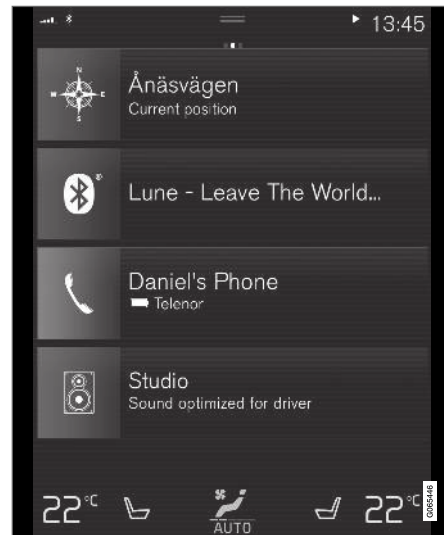 13:45
N
W E
S
Ånäsvägen
Current position
Lune - Leave The World...
Daniel's Phone
Telenor
Studio
Sound optimized for driver
22°C
AUTO
22°C
G065446